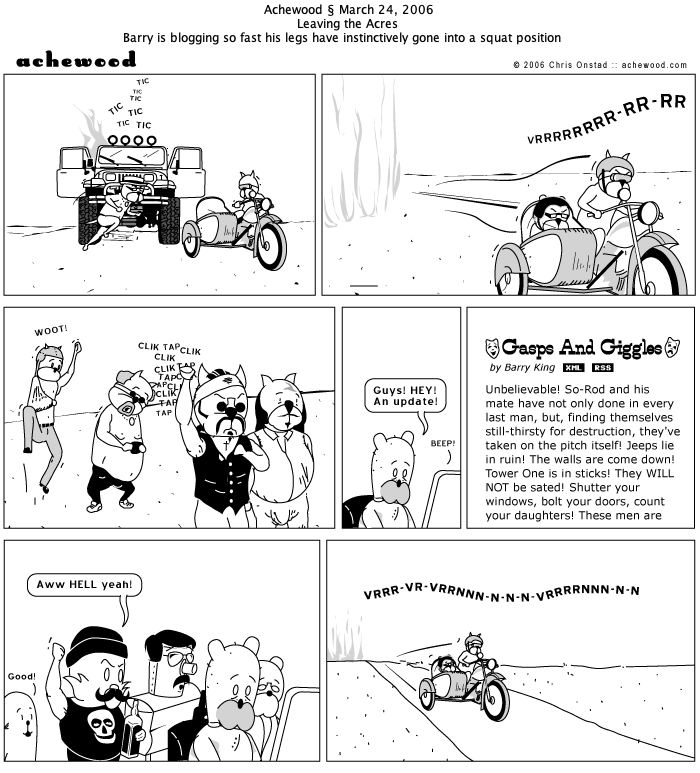 Achewood § March 24, 2006
Leaving the Acres
Barry is blogging so fast his legs have instinctively gone into a squat position
achewood
© 2006 Chris Onstad :: achewood.com
TIC
TIC
TIC
TIC
TIC
TIC
TIC
VRRRRRRRR-RR-RR
WOOT!
CLIK TAP CLIK
CLIK
CLIK TAP
TAP CLIK
TAP CLIK
CLIK
TAP
TAP
Guys! HEY!
An update!
BEEP!
Gasps And Giggles
by Barry King XML RSS
Unbelievable! So-Rod and his
mate have not only done in every
last man, but, finding themselves
still-thirsty for destruction, they've
taken on the pitch itself! Jeeps lie
in ruin! The walls are come down!
Tower One is in sticks! They WILL
NOT be sated! Shutter your
windows, bolt your doors, count
your daughters! These men are
Aww HELL yeah!
Good!
VRRR-VR-VRRNNN-N-N-N-VRRRRNNN-N-N